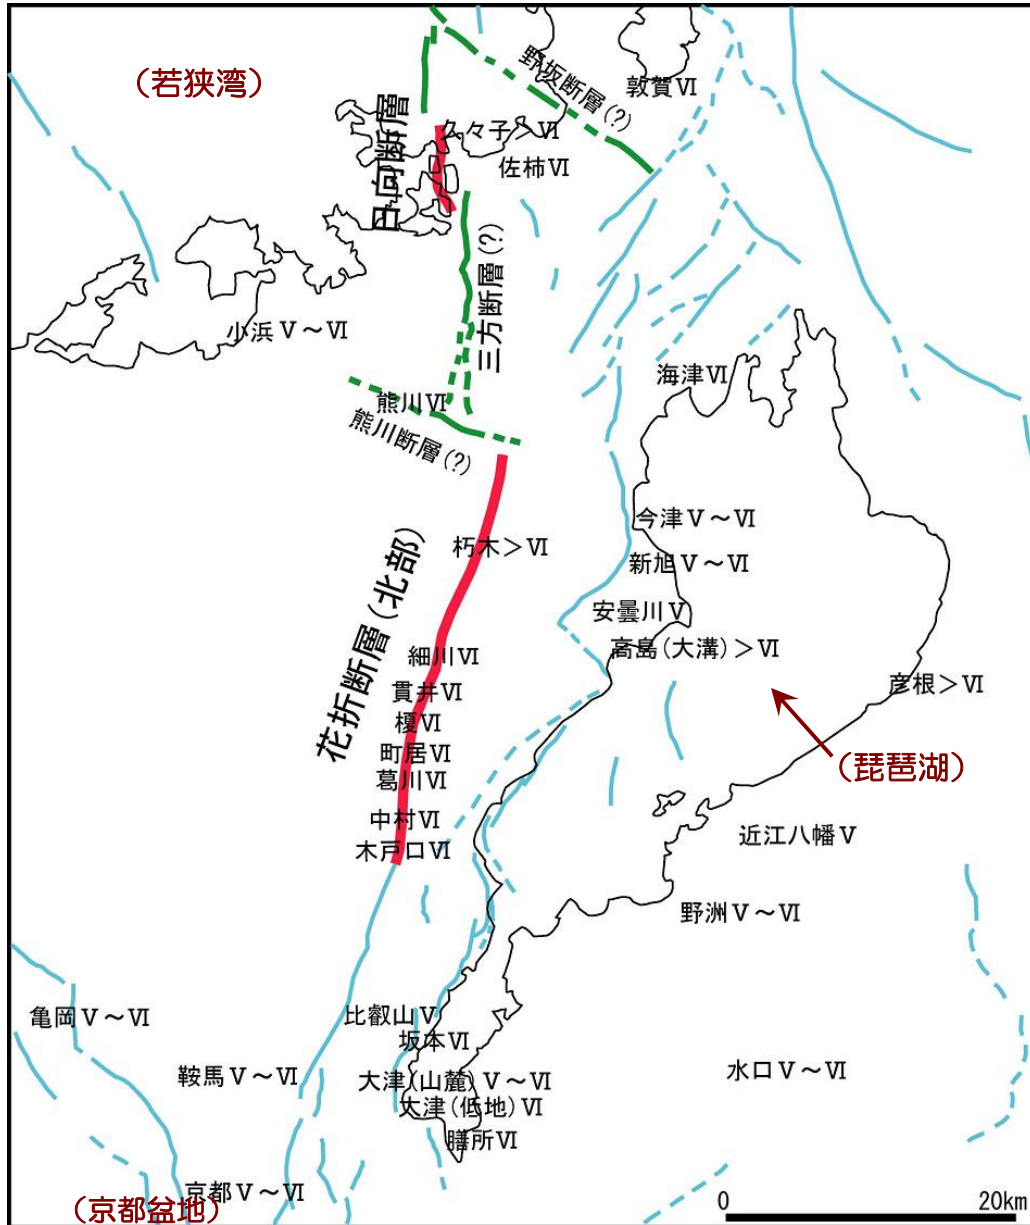 野坂断層(?)
(若狭湾)
敦賀Ⅵ
日向断層
久々子>Ⅵ
佐柿Ⅵ
三方断層(?)
小浜Ⅴ~Ⅵ
海津Ⅵ
熊川Ⅵ
熊川断層(?)
今津Ⅴ~Ⅵ
朽木>Ⅵ
新旭Ⅴ~Ⅵ
花折断層(北部)
安曇川Ⅴ
高島(大溝)>Ⅵ
細川Ⅵ
彦根>Ⅵ
貫井Ⅵ
榎Ⅵ
町居Ⅵ
(琵琶湖)
葛川Ⅵ
中村Ⅵ
近江八幡Ⅴ
木戸口Ⅵ
野洲Ⅴ~Ⅵ
亀岡Ⅴ~Ⅵ
比叡山Ⅴ
坂本Ⅵ
鞍馬Ⅴ~Ⅵ
大津(山麓)Ⅴ~Ⅵ
水口Ⅴ~Ⅵ
大津(低地)Ⅵ
膳所Ⅵ
京都Ⅴ~Ⅵ
(京都盆地)
0 20km